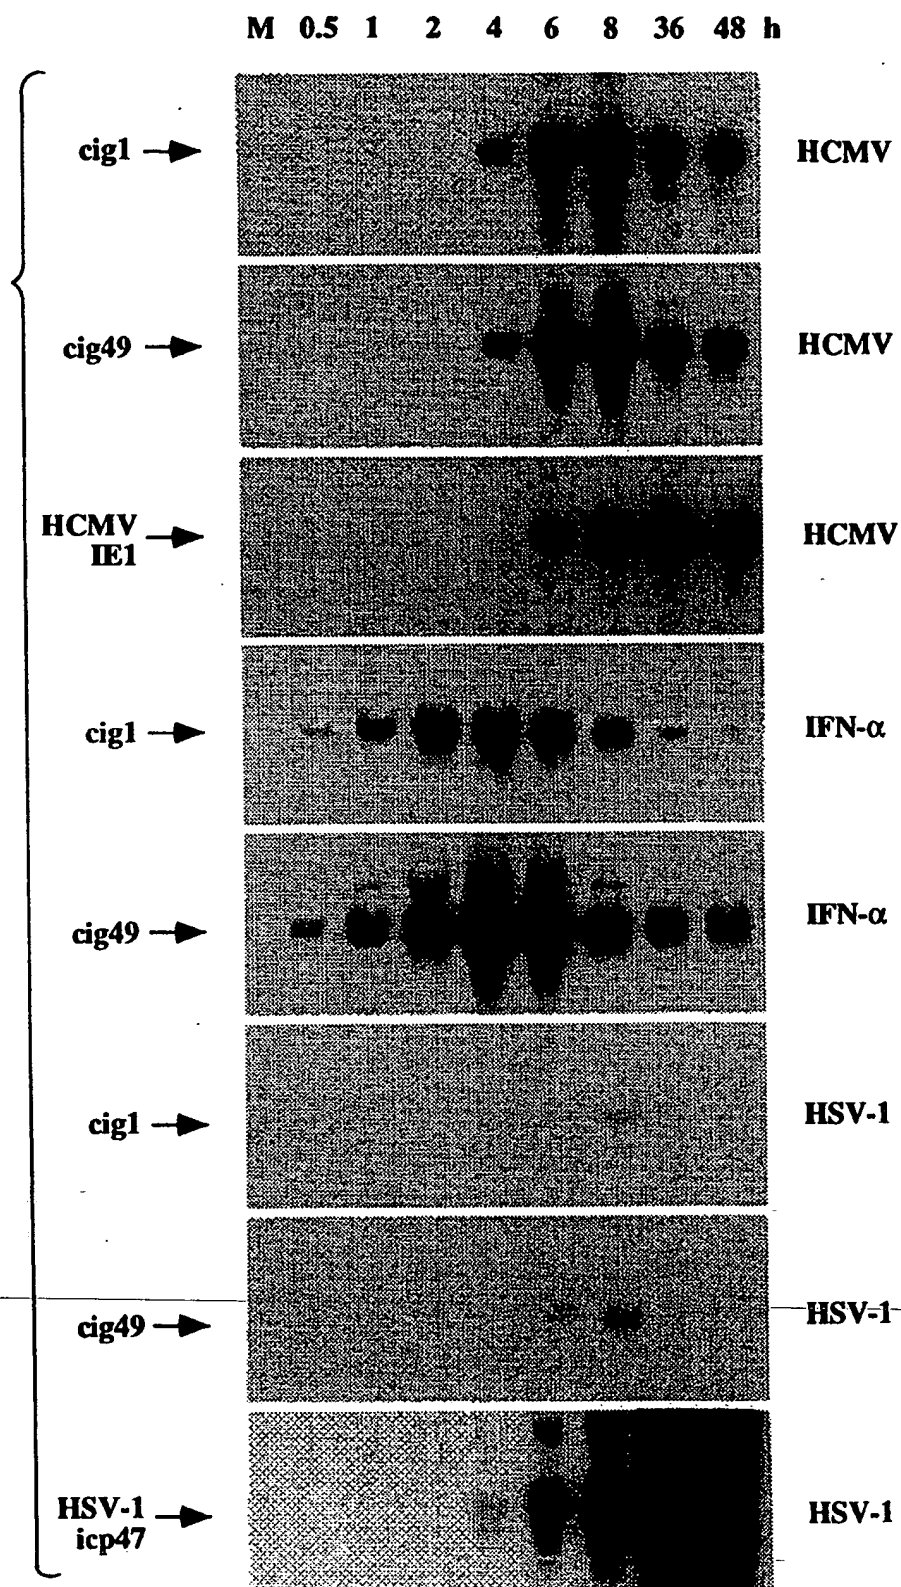 M 0.5 1 2 4 6 8 36 48 h
cig1 HCMV
cig49 HCMV
HCMV
IE1 HCMV
cig1 IFN-α
cig49 IFN-α
cig1 HSV-1
cig49 HSV-1
HSV-1
icp47 HSV-1